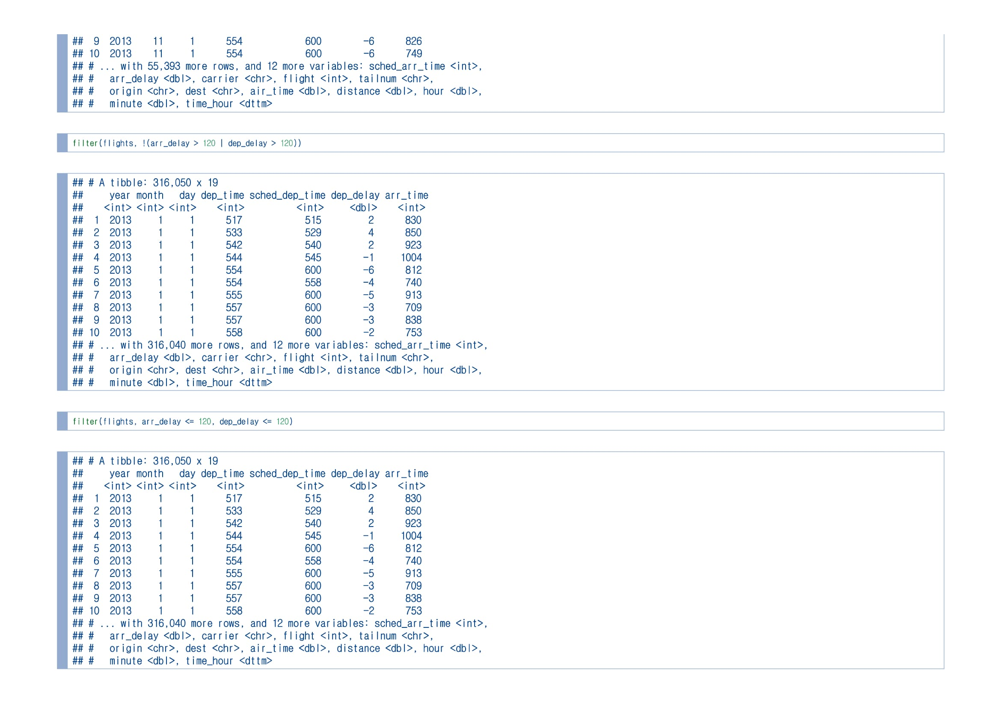 ##  9  2013    11     1      554            600        -6      826
## 10  2013    11     1      554            600        -6      749
## # ... with 55,393 more rows, and 12 more variables: sched_arr_time <int>,
## #   arr_delay <dbl>, carrier <chr>, flight <int>, tailnum <chr>,
## #   origin <chr>, dest <chr>, air_time <dbl>, distance <dbl>, hour <dbl>,
## #   minute <dbl>, time_hour <dttm>
filter(flights, !(arr_delay > 120 | dep_delay > 120))
## # A tibble: 316,050 x 19
##     year month   day dep_time sched_dep_time dep_delay arr_time
##    <int> <int> <int>    <int>          <int>     <dbl>    <int>
##  1  2013     1     1      517            515         2      830
##  2  2013     1     1      533            529         4      850
##  3  2013     1     1      542            540         2      923
##  4  2013     1     1      544            545        -1     1004
##  5  2013     1     1      554            600        -6      812
##  6  2013     1     1      554            558        -4      740
##  7  2013     1     1      555            600        -5      913
##  8  2013     1     1      557            600        -3      709
##  9  2013     1     1      557            600        -3      838
## 10  2013     1     1      558            600        -2      753
## # ... with 316,040 more rows, and 12 more variables: sched_arr_time <int>,
## #   arr_delay <dbl>, carrier <chr>, flight <int>, tailnum <chr>,
## #   origin <chr>, dest <chr>, air_time <dbl>, distance <dbl>, hour <dbl>,
## #   minute <dbl>, time_hour <dttm>
filter(flights, arr_delay <= 120, dep_delay <= 120)
## # A tibble: 316,050 x 19
##     year month   day dep_time sched_dep_time dep_delay arr_time
##    <int> <int> <int>    <int>          <int>     <dbl>    <int>
##  1  2013     1     1      517            515         2      830
##  2  2013     1     1      533            529         4      850
##  3  2013     1     1      542            540         2      923
##  4  2013     1     1      544            545        -1     1004
##  5  2013     1     1      554            600        -6      812
##  6  2013     1     1      554            558        -4      740
##  7  2013     1     1      555            600        -5      913
##  8  2013     1     1      557            600        -3      709
##  9  2013     1     1      557            600        -3      838
## 10  2013     1     1      558            600        -2      753
## # ... with 316,040 more rows, and 12 more variables: sched_arr_time <int>,
## #   arr_delay <dbl>, carrier <chr>, flight <int>, tailnum <chr>,
## #   origin <chr>, dest <chr>, air_time <dbl>, distance <dbl>, hour <dbl>,
## #   minute <dbl>, time_hour <dttm>